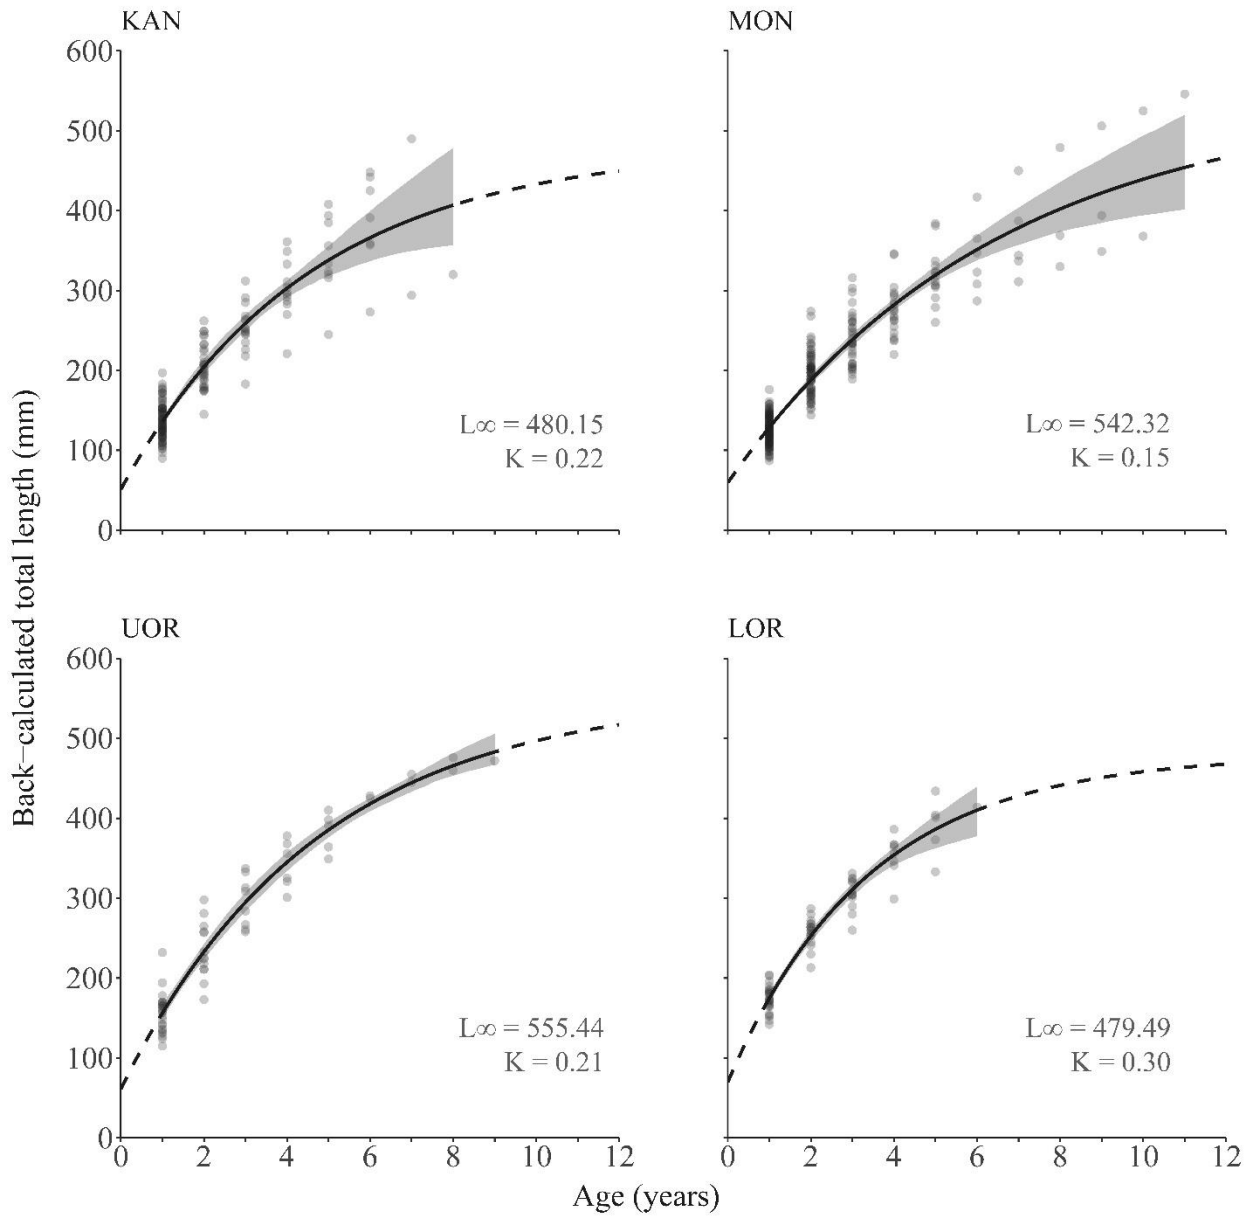 KAN
600
500
400
300
200
100
0
L∞ = 480.15
K = 0.22
MON
L∞ = 542.32
K = 0.15
Back−calculated total length (mm)
UOR
600
500
400
300
200
100
0
L∞ = 555.44
K = 0.21
0 2 4 6 8 10 12
LOR
L∞ = 479.49
K = 0.30
0 2 4 6 8 10 12
Age (years)